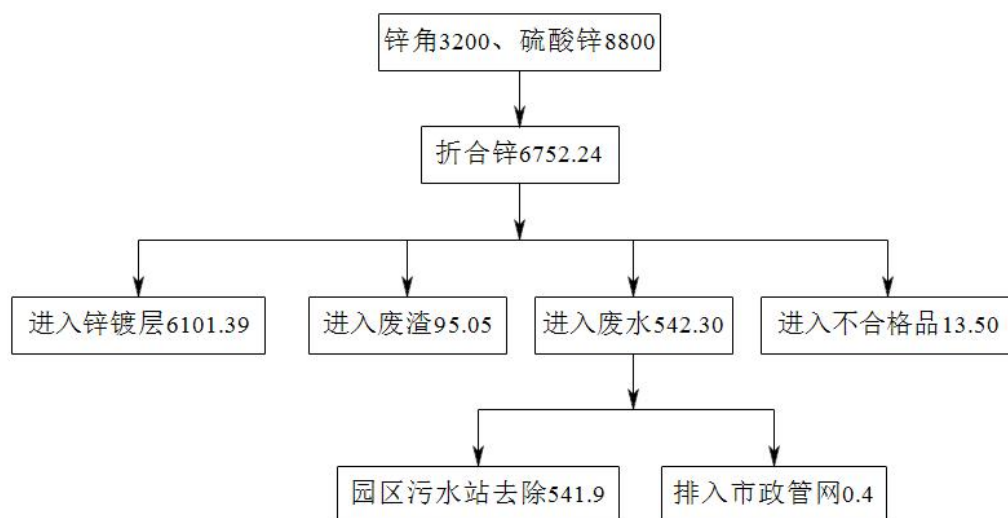 锌角3200、硫酸锌8800
折合锌6752.24
进入锌镀层6101.39
进入废渣95.05
进入废水542.30
进入不合格品13.50
园区污水站去除541.9
排入市政管网0.4